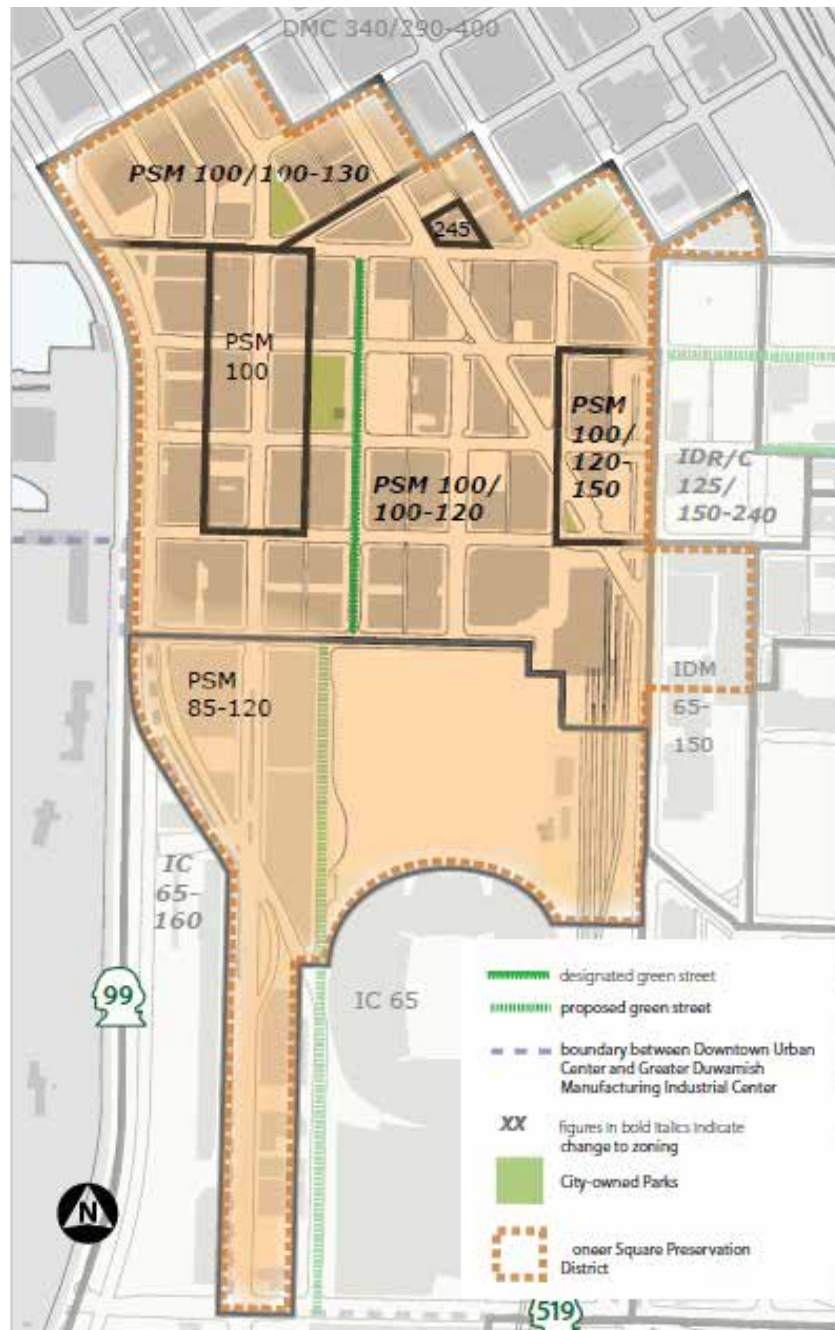 DMC 340/290-400
PSM 100/100-130
245
PSM
100
PSM
100/
120-
150
IDR/C
125/
150-240
PSM 100/
100-120
PSM
85-120
IDM
65-
150
IC
65-
160
99
IC 65
designated green street
proposed green street
boundary between Downtown Urban
Center and Greater Duwamish
Manufacturing Industrial Center
XX
figures in bold italics indicate
change to zoning
City-owned Parks
N
oneer Square Preservation
District
519